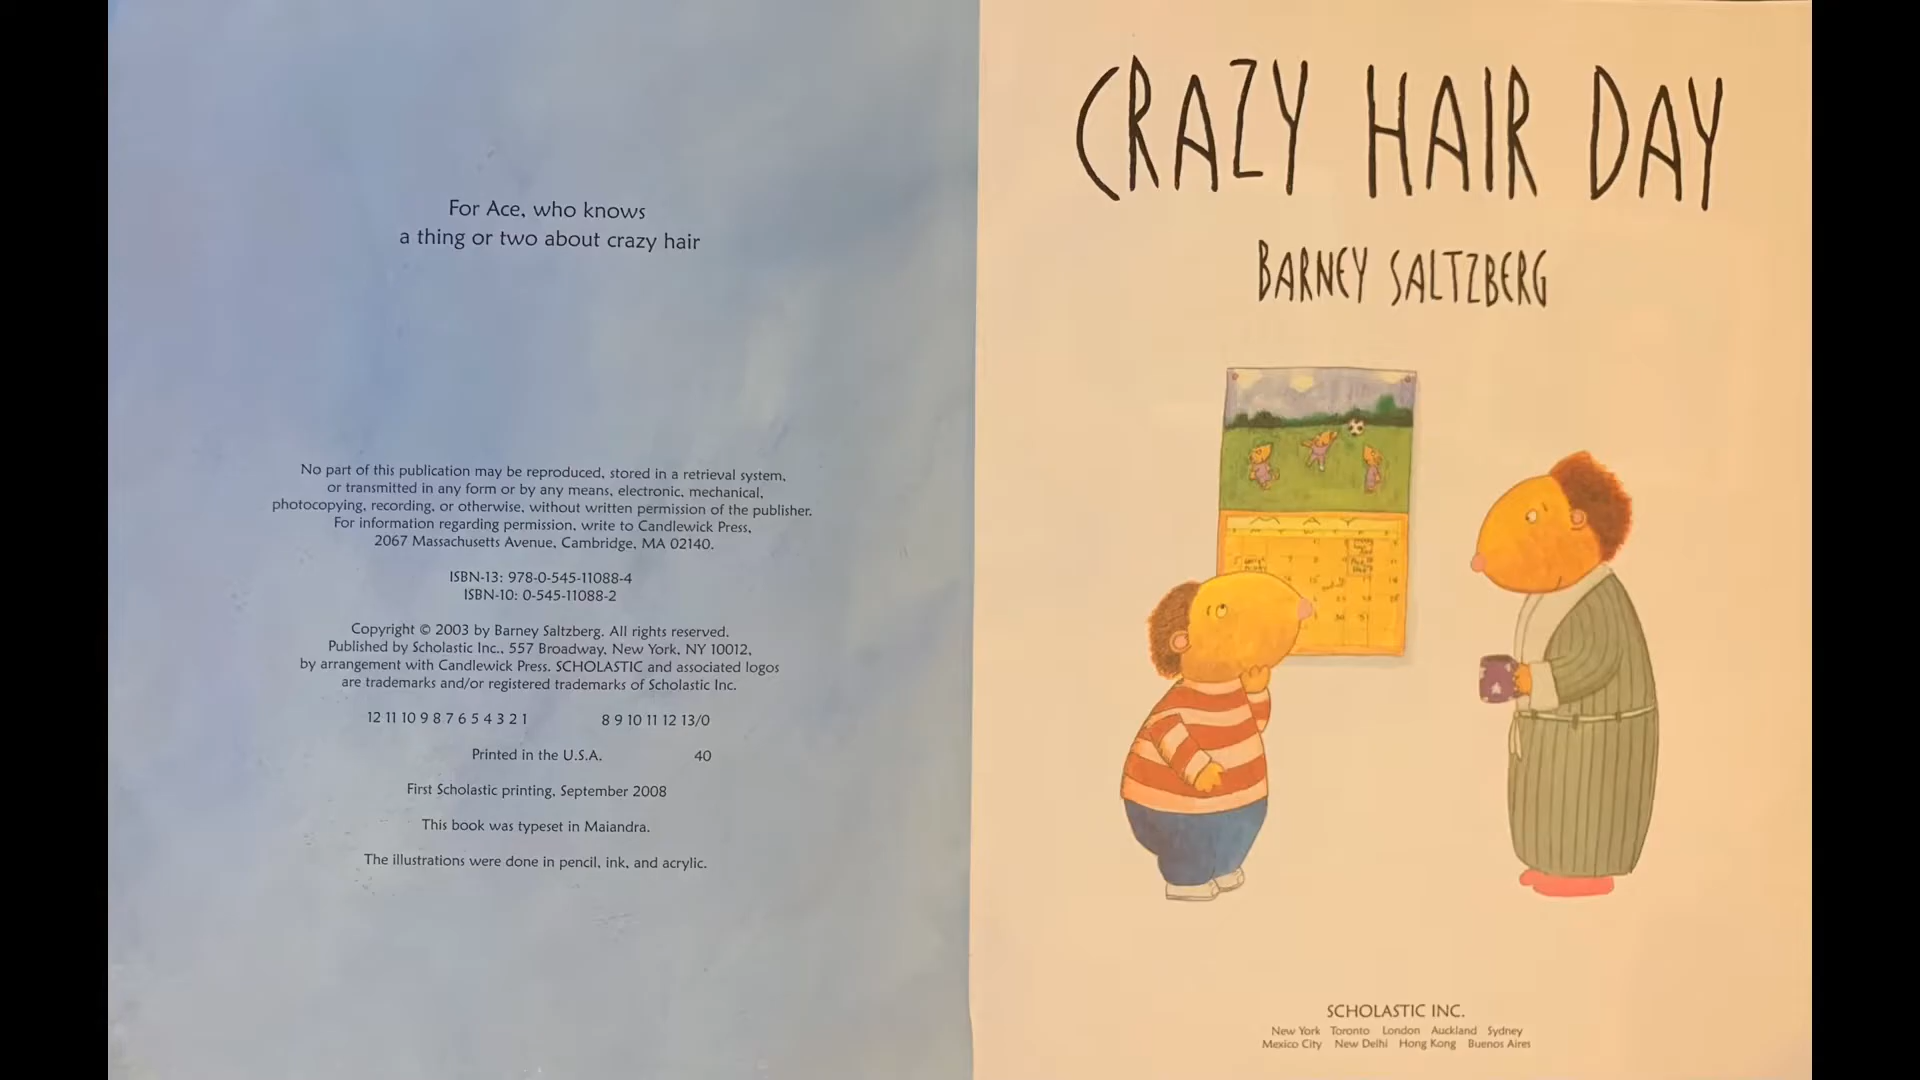 For Ace, who knows
a thing or two about crazy hair
No part of this publication may be reproduced, stored in a retrieval system,
or transmitted in any form or by any means, electronic, mechanical,
photocopying, recording, or otherwise, without written permission of the publisher.
For information regarding permission, write to Candlewick Press,
2067 Massachusetts Avenue, Cambridge, MA 02140.
ISBN-13: 978-0-545-11088-4
ISBN-10: 0-545-11088-2
Copyright © 2003 by Barney Saltzberg. All rights reserved.
Published by Scholastic Inc., 557 Broadway, New York, NY 10012,
by arrangement with Candlewick Press. SCHOLASTIC and associated logos
are trademarks and/or registered trademarks of Scholastic Inc.
12 11 10 9 8 7 6 5 4 3 2 1 8 9 10 11 12 13/0
Printed in the U.S.A. 40
First Scholastic printing, September 2008
This book was typeset in Maiandra.
The illustrations were done in pencil, ink, and acrylic.
CRAZY HAIR DAY
BARNEY SALTZBERG
MAY
SCHOLASTIC INC.
New York Toronto London Auckland Sydney
Mexico City New Delhi Hong Kong Buenos Aires